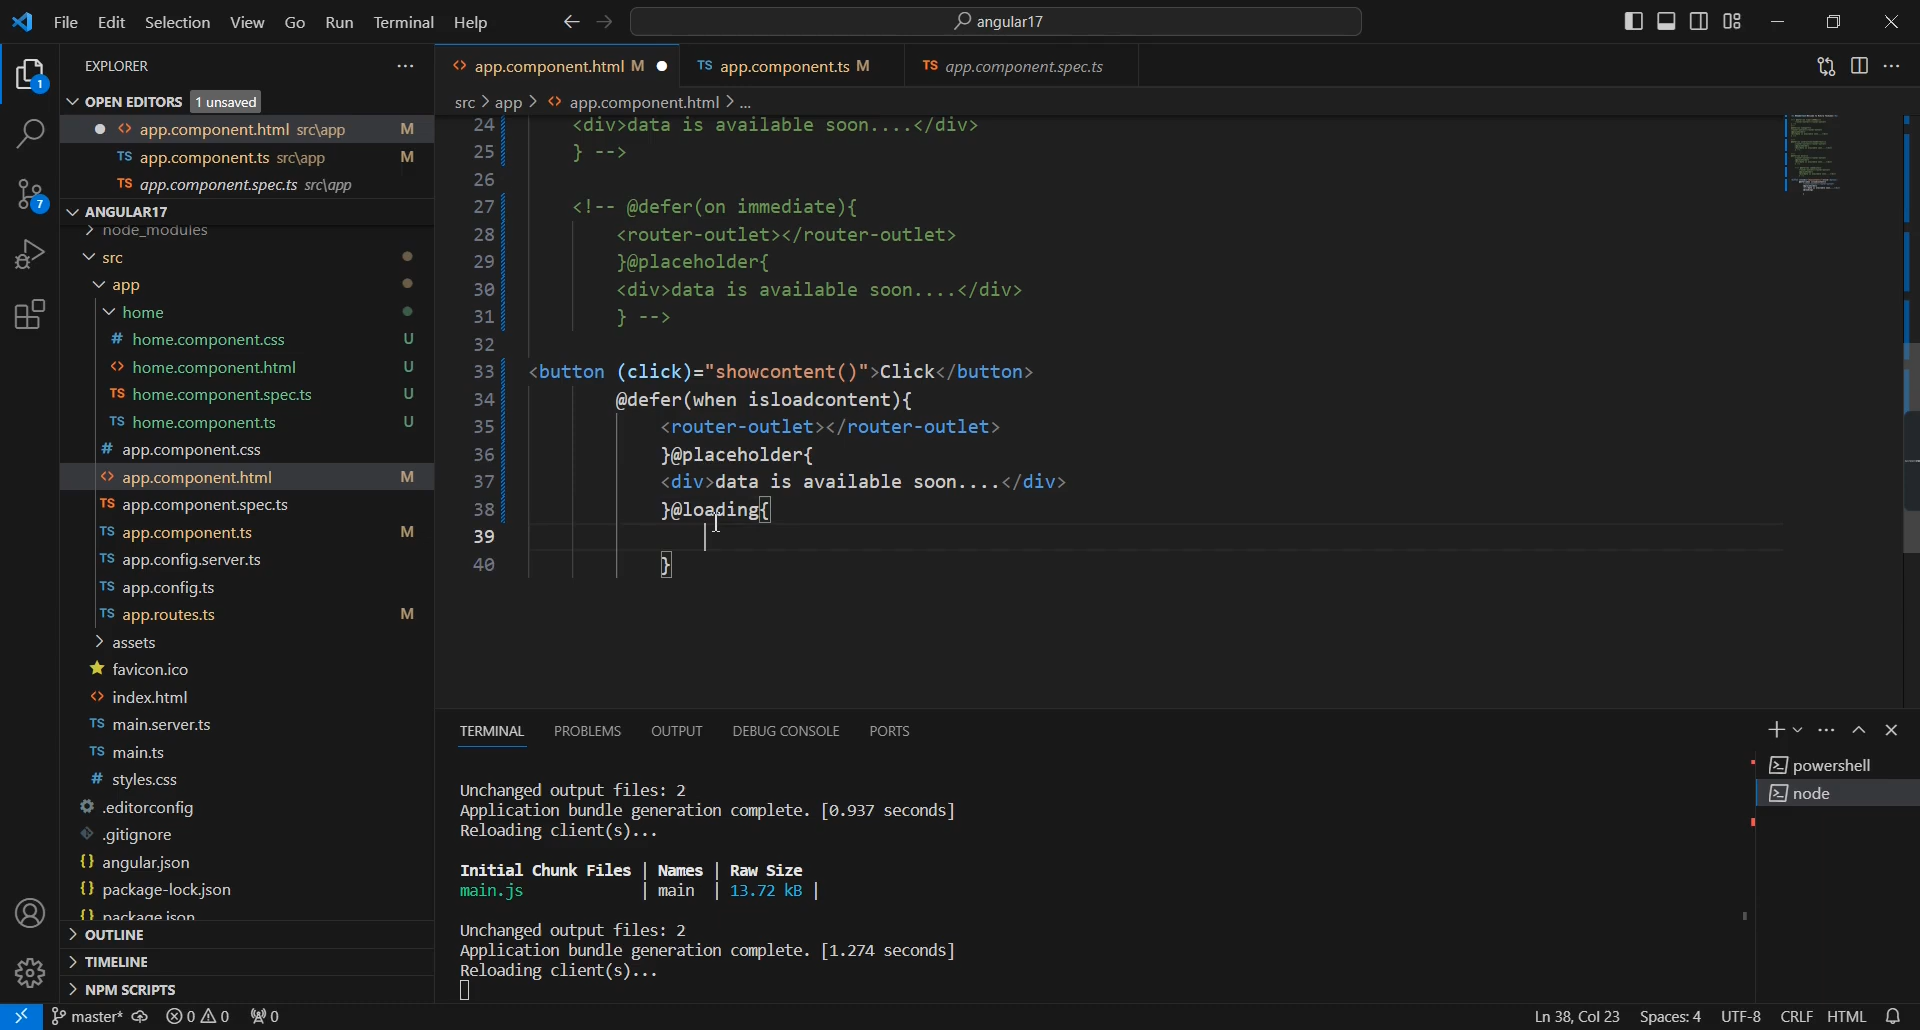 File Edit Selection View Go Run Terminal Help
angular17
EXPLORER
OPEN EDITORS 1 unsaved
app.component.html src\app M
app.component.ts src\app M
app.component.spec.ts src\app
ANGULAR17
node_modules
src
app
home
home.component.css U
home.component.html U
home.component.spec.ts U
home.component.ts U
app.component.css
app.component.html M
app.component.spec.ts
app.component.ts M
app.config.server.ts
app.config.ts
app.routes.ts M
assets
favicon.ico
index.html
main.server.ts
main.ts
styles.css
.editorconfig
.gitignore
angular.json
package-lock.json
package.json
OUTLINE
TIMELINE
NPM SCRIPTS
app.component.html M
TS app.component.ts M
TS app.component.spec.ts
src > app > app.component.html > ...
24 <div>data is available soon....</div>
25 } -->
26
27 <!-- @defer(on immediate){
28 <router-outlet></router-outlet>
29 }@placeholder{
30 <div>data is available soon....</div>
31 } -->
32
33 <button (click)="showcontent()">Click</button>
34 @defer(when isloadcontent){
35 <router-outlet></router-outlet>
36 }@placeholder{
37 <div>data is available soon....</div>
38 }@loading{
39
40 }
TERMINAL PROBLEMS OUTPUT DEBUG CONSOLE PORTS
powershell
node
Unchanged output files: 2
Application bundle generation complete. [0.937 seconds]
Reloading client(s)...
Initial Chunk Files | Names | Raw Size
main.js | main | 13.72 kB |
Unchanged output files: 2
Application bundle generation complete. [1.274 seconds]
Reloading client(s)...
master* 0 0 0 Ln 38, Col 23 Spaces: 4 UTF-8 CRLF HTML